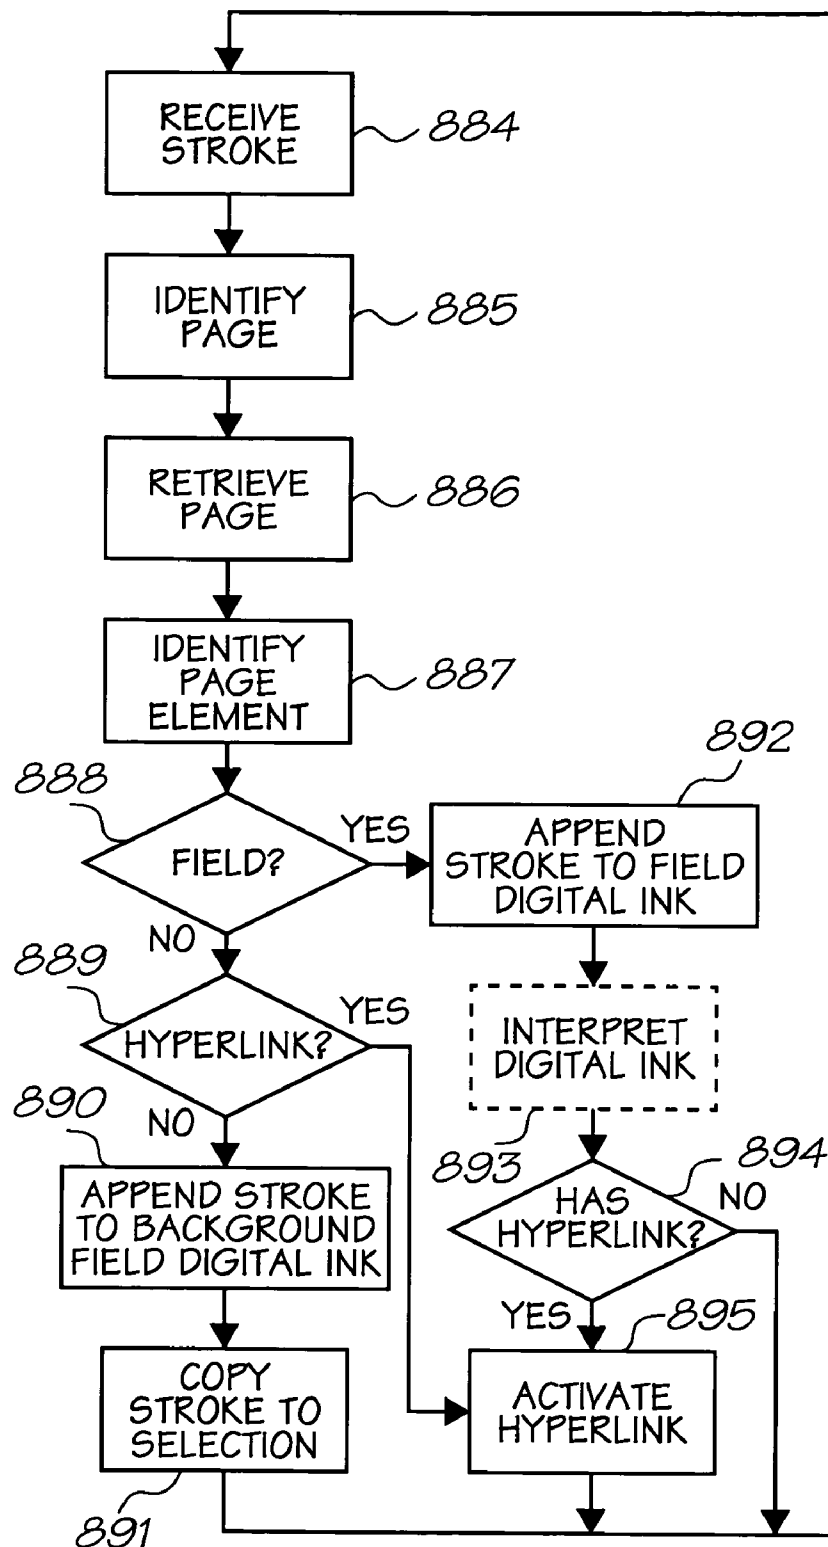 RECEIVE
STROKE
884
IDENTIFY
PAGE
885
RETRIEVE
PAGE
886
IDENTIFY
PAGE
ELEMENT
887
888
FIELD?
YES
NO
892
APPEND
STROKE TO FIELD
DIGITAL INK
889
HYPERLINK?
YES
NO
INTERPRET
DIGITAL INK
893
890
APPEND STROKE
TO BACKGROUND
FIELD DIGITAL INK
894
HAS
HYPERLINK?
NO
YES
895
COPY
STROKE TO
SELECTION
891
ACTIVATE
HYPERLINK